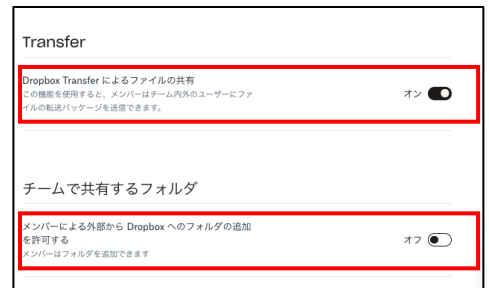 Transfer
Dropbox Transfer によるファイルの共有
この機能を使用すると、メンバーはチーム内外のユーザーにファ
イルの転送パッケージを送信できます。
オン
チームで共有するフォルダ
メンバーによる外部から Dropbox へのフォルダの追加
を許可する
メンバーはフォルダを追加できます
オフ